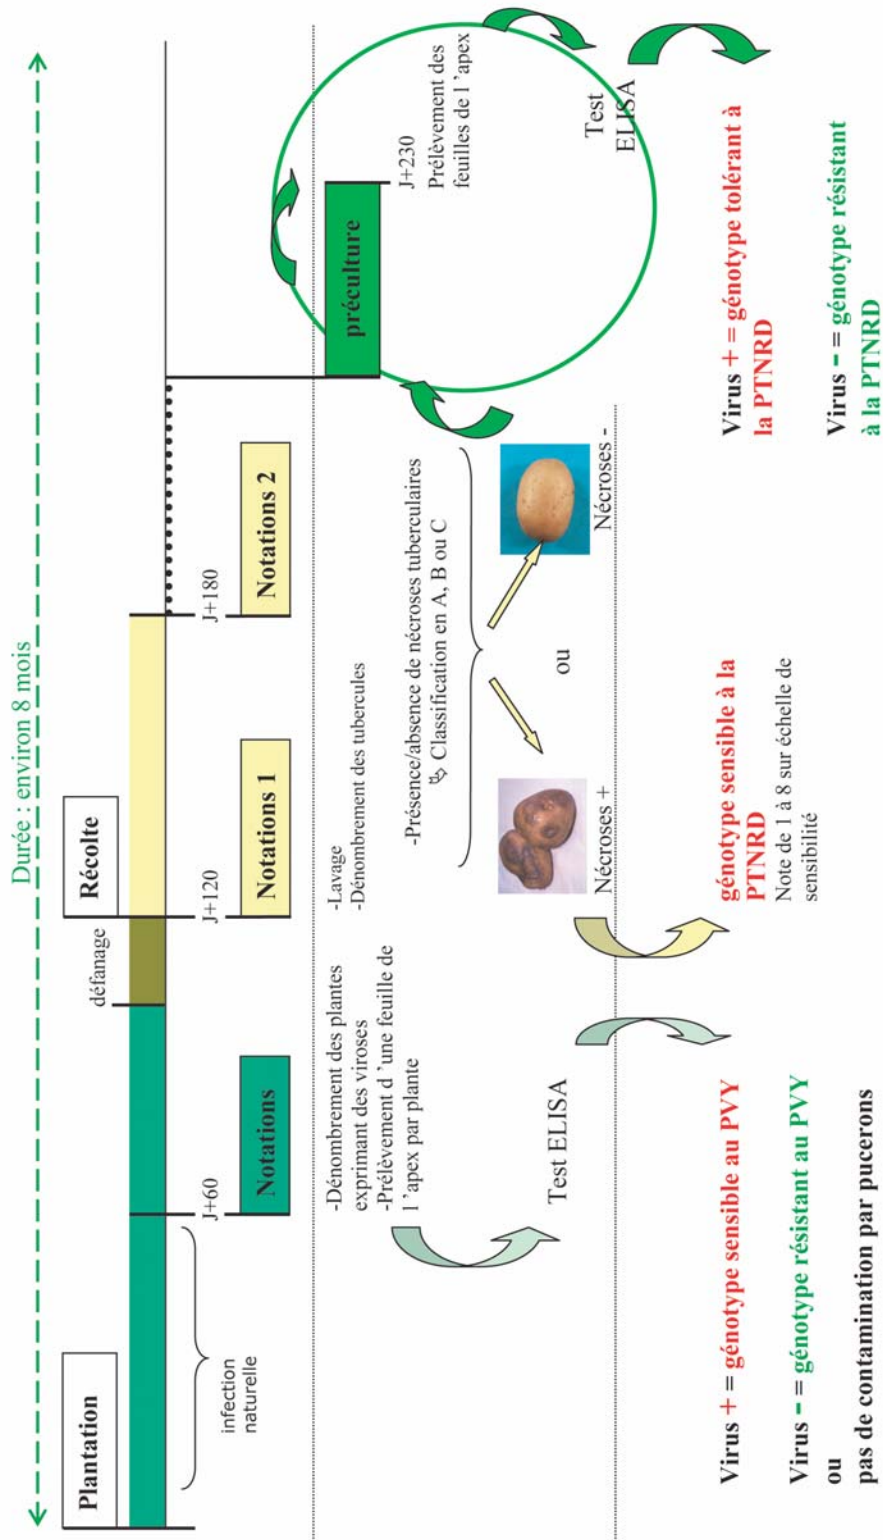 Durée : environ 8 mois
Plantation
Récolte
défanage
infection
naturelle
J+60
J+120
J+180
Notations
Notations 1
Notations 2
préculture
-Dénombrement des plantes
exprimant des viroses
-Prélèvement d ’une feuille de
l ’apex par plante
Test ELISA
-Lavage
-Dénombrement des tubercules
-Présence/absence de nécroses tuberculaires
Classification en A, B ou C
Nécroses +
ou
Nécroses -
J+230
Prélèvement des
feuilles de l ’apex
Test
ELISA
Virus + = génotype sensible au PVY
Virus - = génotype résistant au PVY
ou
pas de contamination par pucerons
génotype sensible à la
PTNRD
Note de 1 à 8 sur échelle de
sensibilité
Virus + = génotype tolérant à
la PTNRD
Virus - = génotype résistant
à la PTNRD